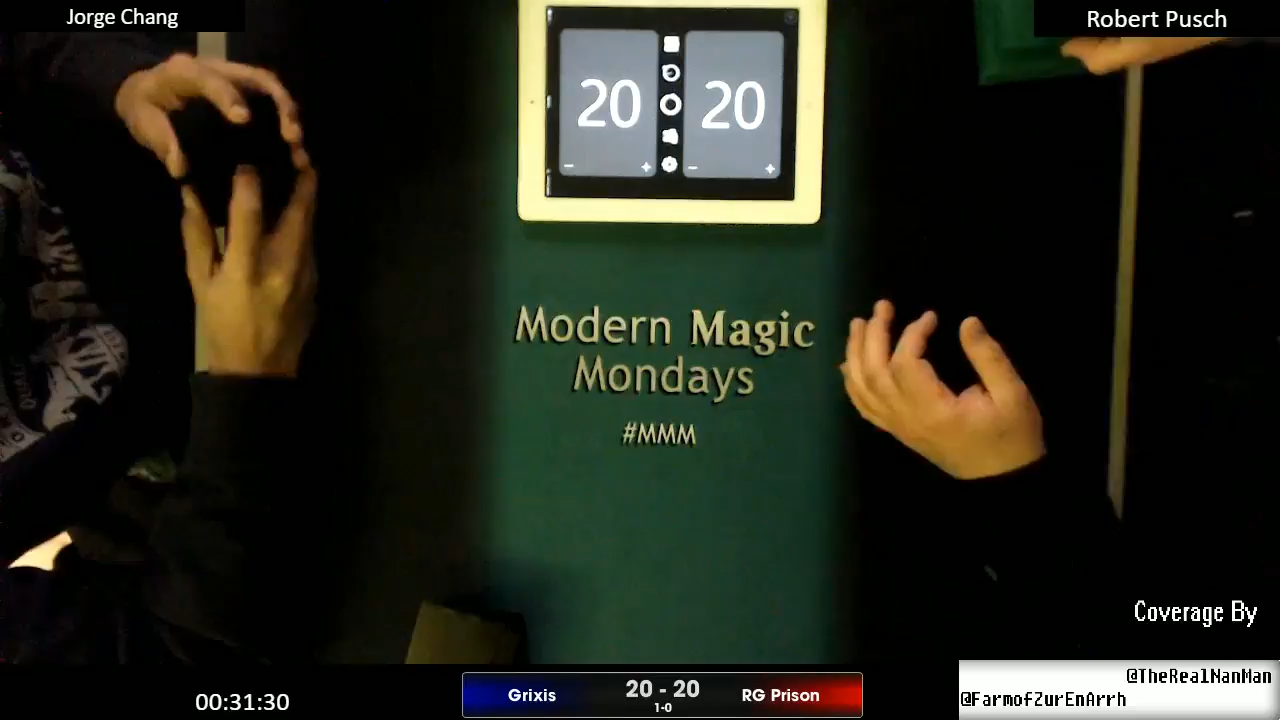 Jorge Chang
Robert Pusch
20
20
Modern Magic
Mondays
#MMM
Coverage By
@TheRealNanMan
@FarmofZurEnArrh
00:31:30
Grixis
20 - 20
1-0
RG Prison